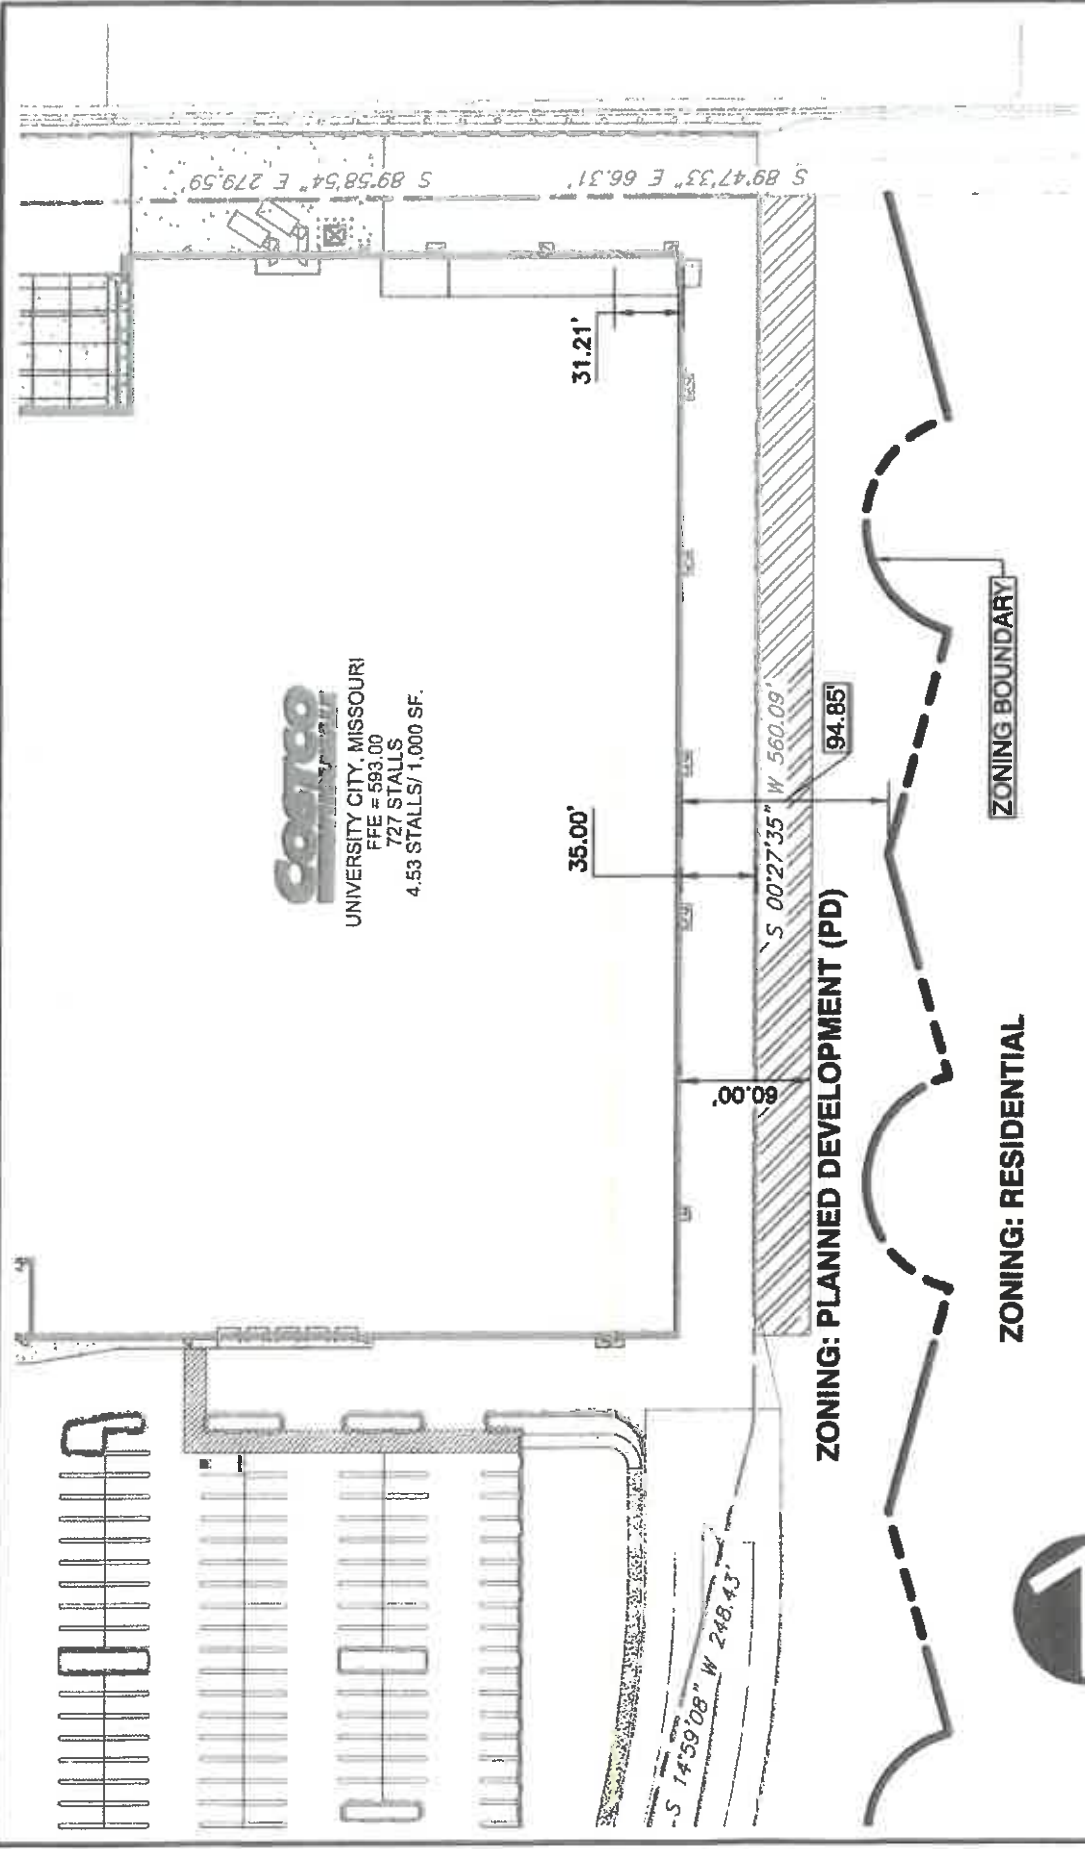 COSTCO
UNIVERSITY CITY, MISSOURI
FFE = 593.00
727 STALLS
4.53 STALLS/ 1,000 SF.
S 89°58'54" E 279.59'
S 89°47'33" E 66.31'
31.21'
35.00'
60.00'
94.85'
S 00°27'35" W 560.09'
S 14°59'08" W 248.43'
ZONING: PLANNED DEVELOPMENT (PD)
ZONING BOUNDARY
ZONING: RESIDENTIAL